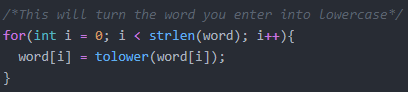 /*This will turn the word you enter into lowercase*/
for(int i = 0; i < strlen(word); i++){
  word[i] = tolower(word[i]);
}